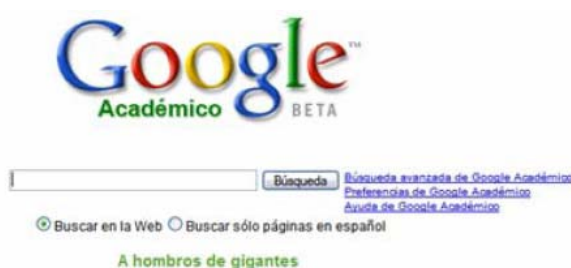 Google™
Académico BETA
Búsqueda
Búsqueda avanzada de Google Académico
Preferencias de Google Académico
Ayuda de Google Académico
Buscar en la Web Buscar sólo páginas en español
A hombros de gigantes